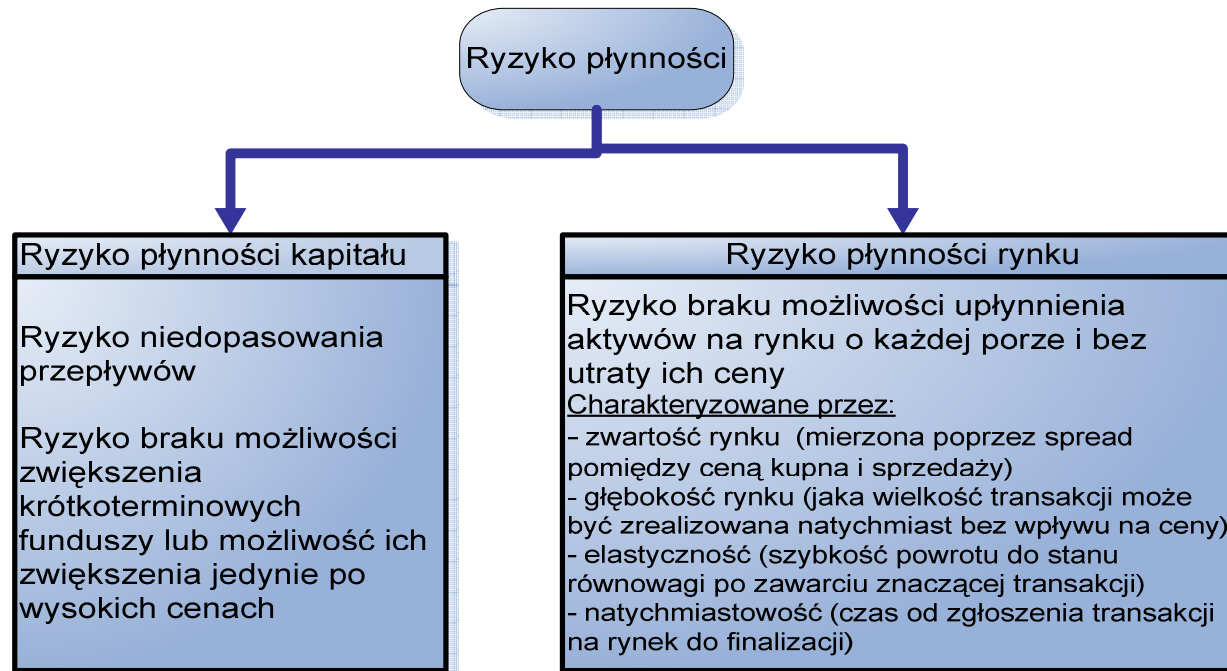 Ryzyko płynności
Ryzyko płynności kapitału
Ryzyko niedopasowania
przepływów
Ryzyko braku możliwości
zwiększenia
krótkoterminowych
funduszy lub możliwość ich
zwiększenia jedynie po
wysokich cenach
Ryzyko płynności rynku
Ryzyko braku możliwości upłynnienia
aktywów na rynku o każdej porze i bez
utraty ich ceny
Charakteryzowane przez:
- zwartość rynku (mierzona poprzez spread
pomiędzy ceną kupna i sprzedaży)
- głębokość rynku (jaka wielkość transakcji może
być zrealizowana natychmiast bez wpływu na ceny)
- elastyczność (szybkość powrotu do stanu
równowagi po zawarciu znaczącej transakcji)
- natychmiastowość (czas od zgłoszenia transakcji
na rynek do finalizacji)